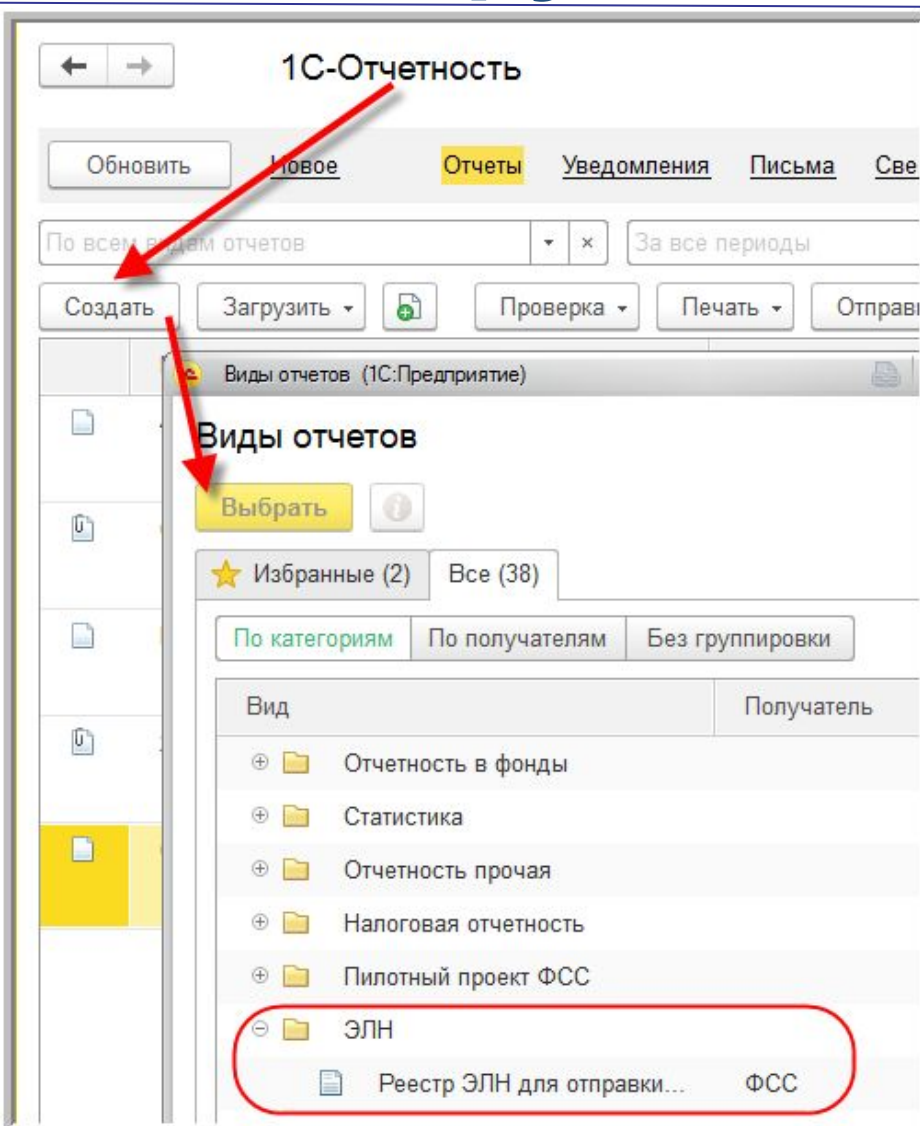 1С-Отчетность
Обновить Новое Отчеты Уведомления Письма Све
По всем видам отчетов За все периоды
Создать Загрузить Проверка Печать Отправ
Виды отчетов (1С:Предприятие)
Виды отчетов
Выбрать
Избранные (2) Все (38)
По категориям По получателям Без группировки
Вид Получатель
Отчетность в фонды
Статистика
Отчетность прочая
Налоговая отчетность
Пилотный проект ФСС
ЭЛН
Реестр ЭЛН для отправки... ФСС